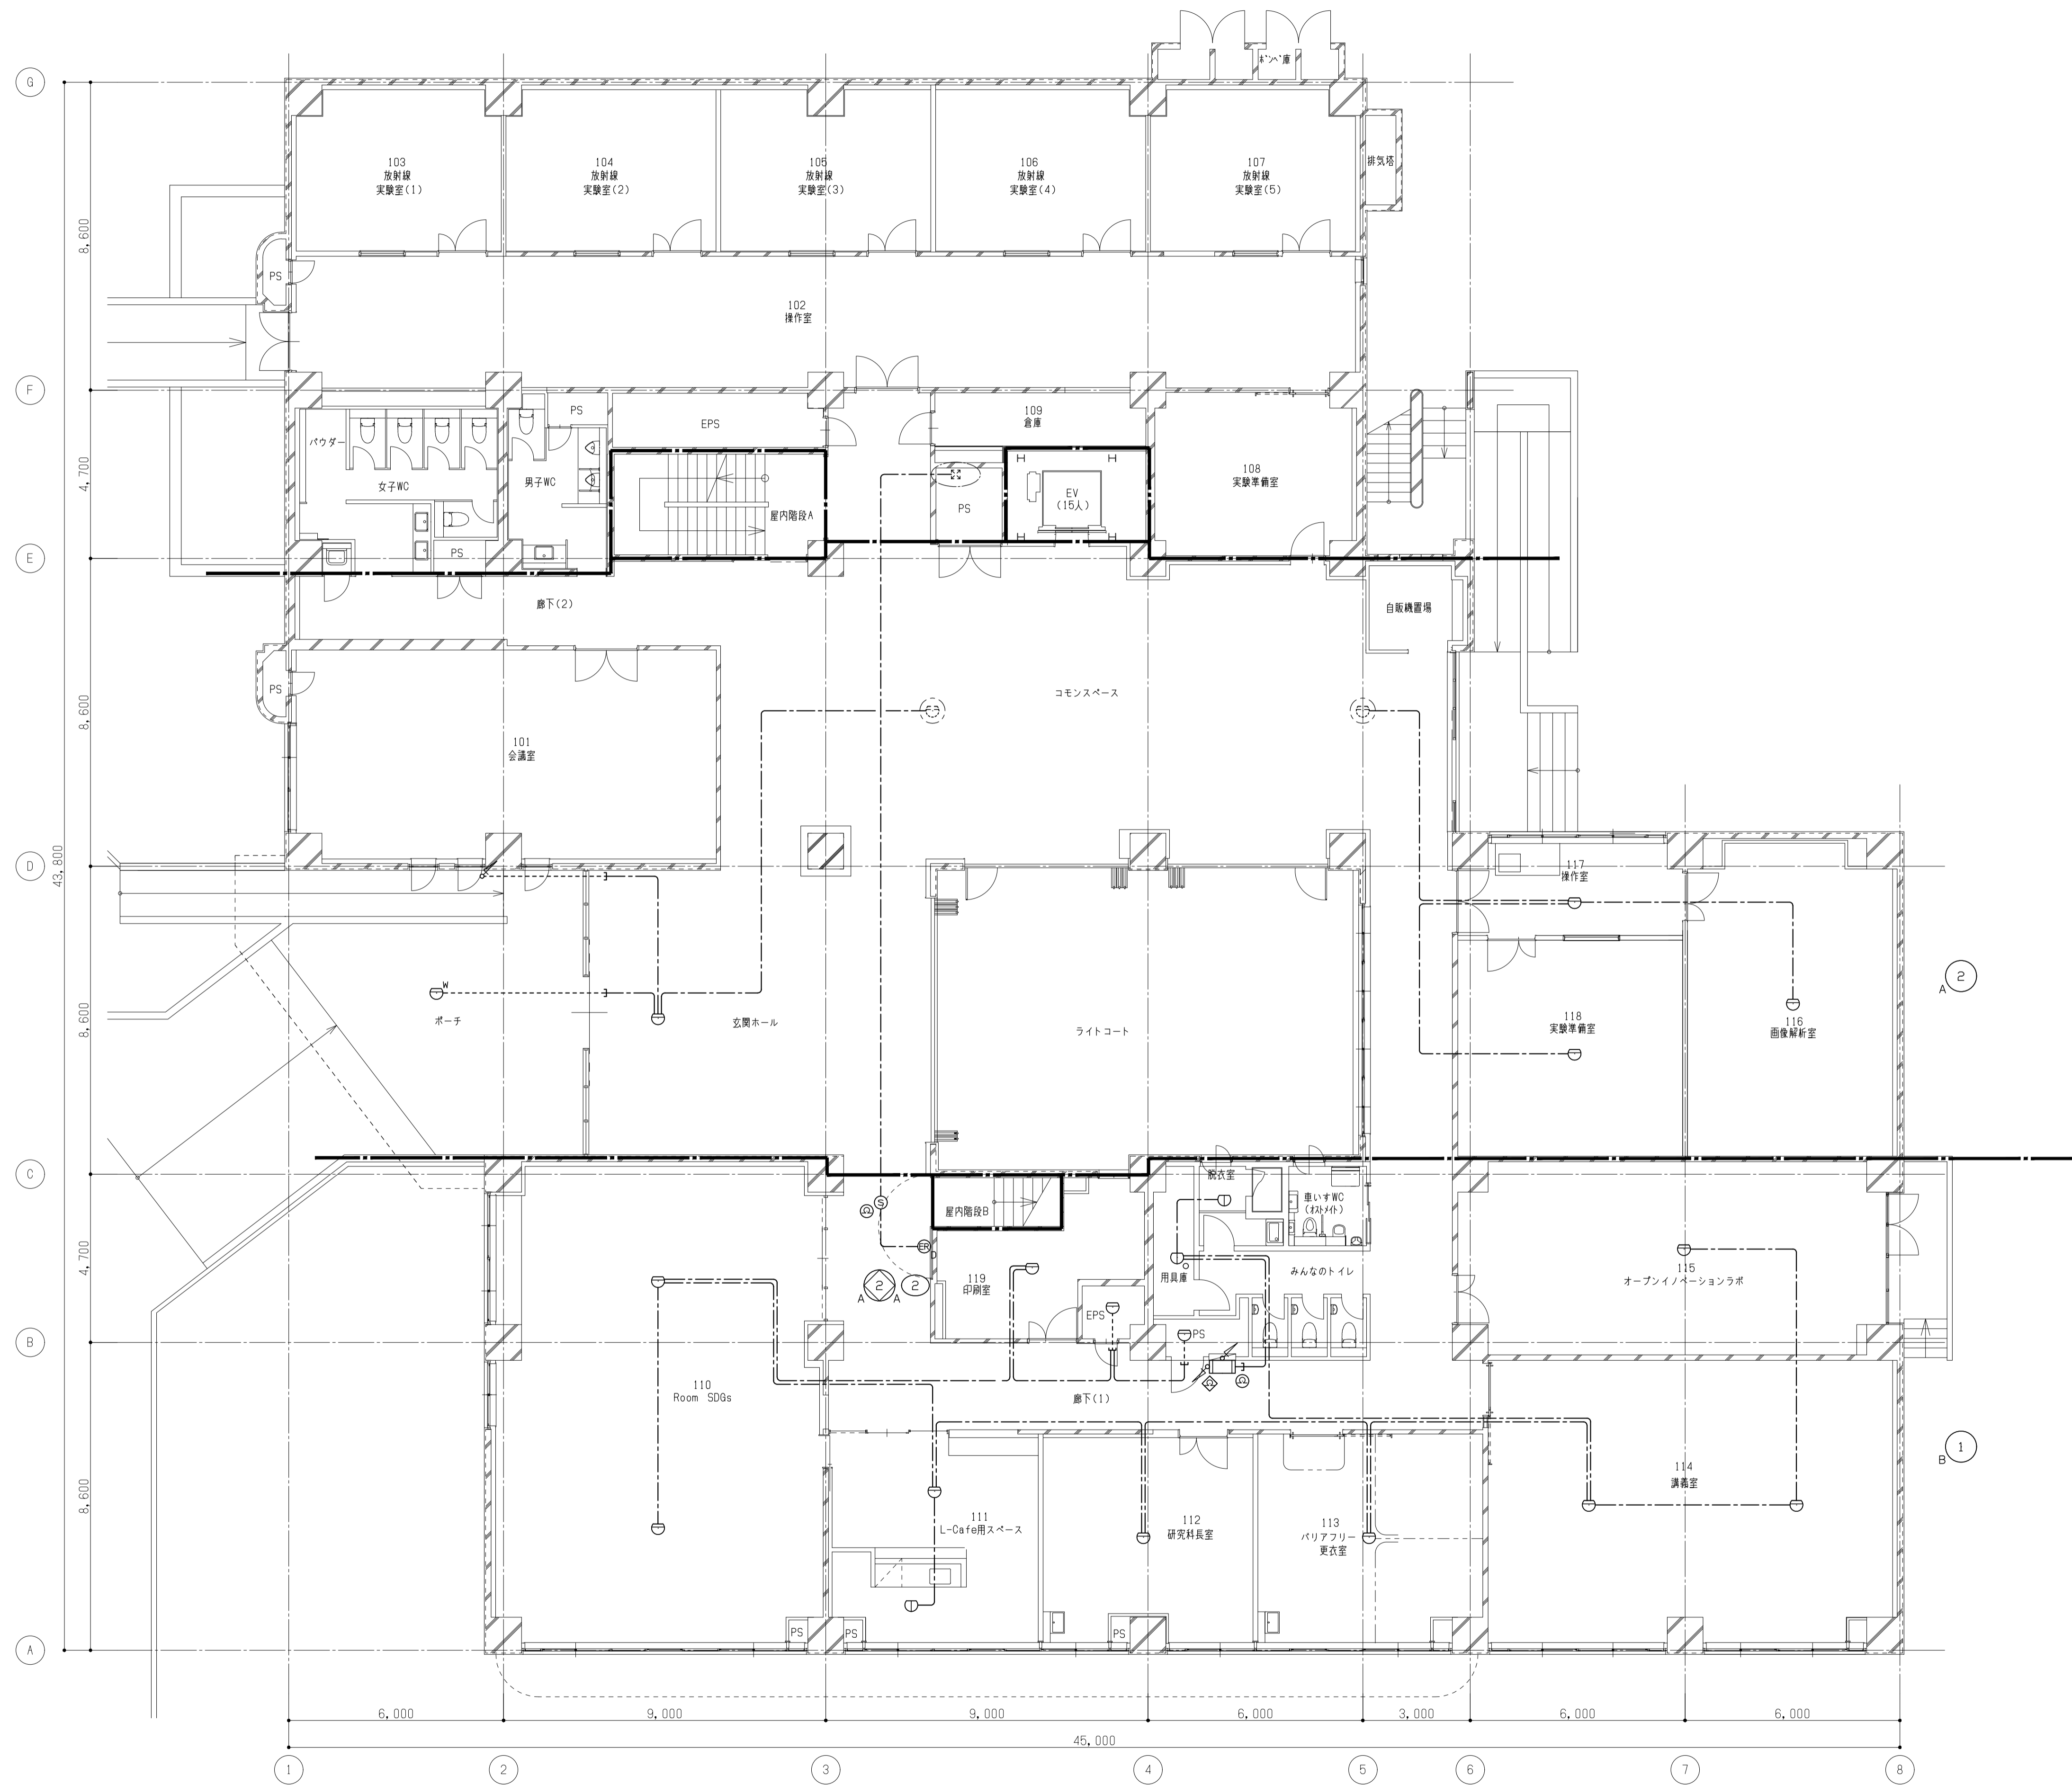 G
ﾎﾞﾝﾍﾞ庫
103
放射線
実験室(1)
104
放射線
実験室(2)
105
放射線
実験室(3)
106
放射線
実験室(4)
107
放射線
実験室(5)
排気塔
8,600
PS
102
操作室
F
パウダー
女子WC
男子WC
PS
EPS
109
倉庫
108
実験準備室
4,700
PS
屋内階段A
PS
EV
(15人)
E
廊下(2)
自販機置場
PS
コモンスペース
8,600
101
会議室
D
43,800
117
操作室
W
ポーチ
玄関ホール
ライトコート
118
実験準備室
116
画像解析室
2
A
8,600
C
脱衣室
車いすWC
(ｵｽﾄﾒｲﾄ)
屋内階段B
S
Ω
ER
D
4,700
2
A
2
A
119
印刷室
用具庫
みんなのトイレ
115
オープンイノベーションラボ
EPS
PS
B
Ω
Ω
110
Room SDGs
廊下(1)
1
B
114
講義室
8,600
111
L-Cafe用スペース
112
研究科長室
113
バリアフリー
更衣室
PS
PS
PS
A
6,000
9,000
9,000
6,000
3,000
6,000
6,000
45,000
1
2
3
4
5
6
7
8